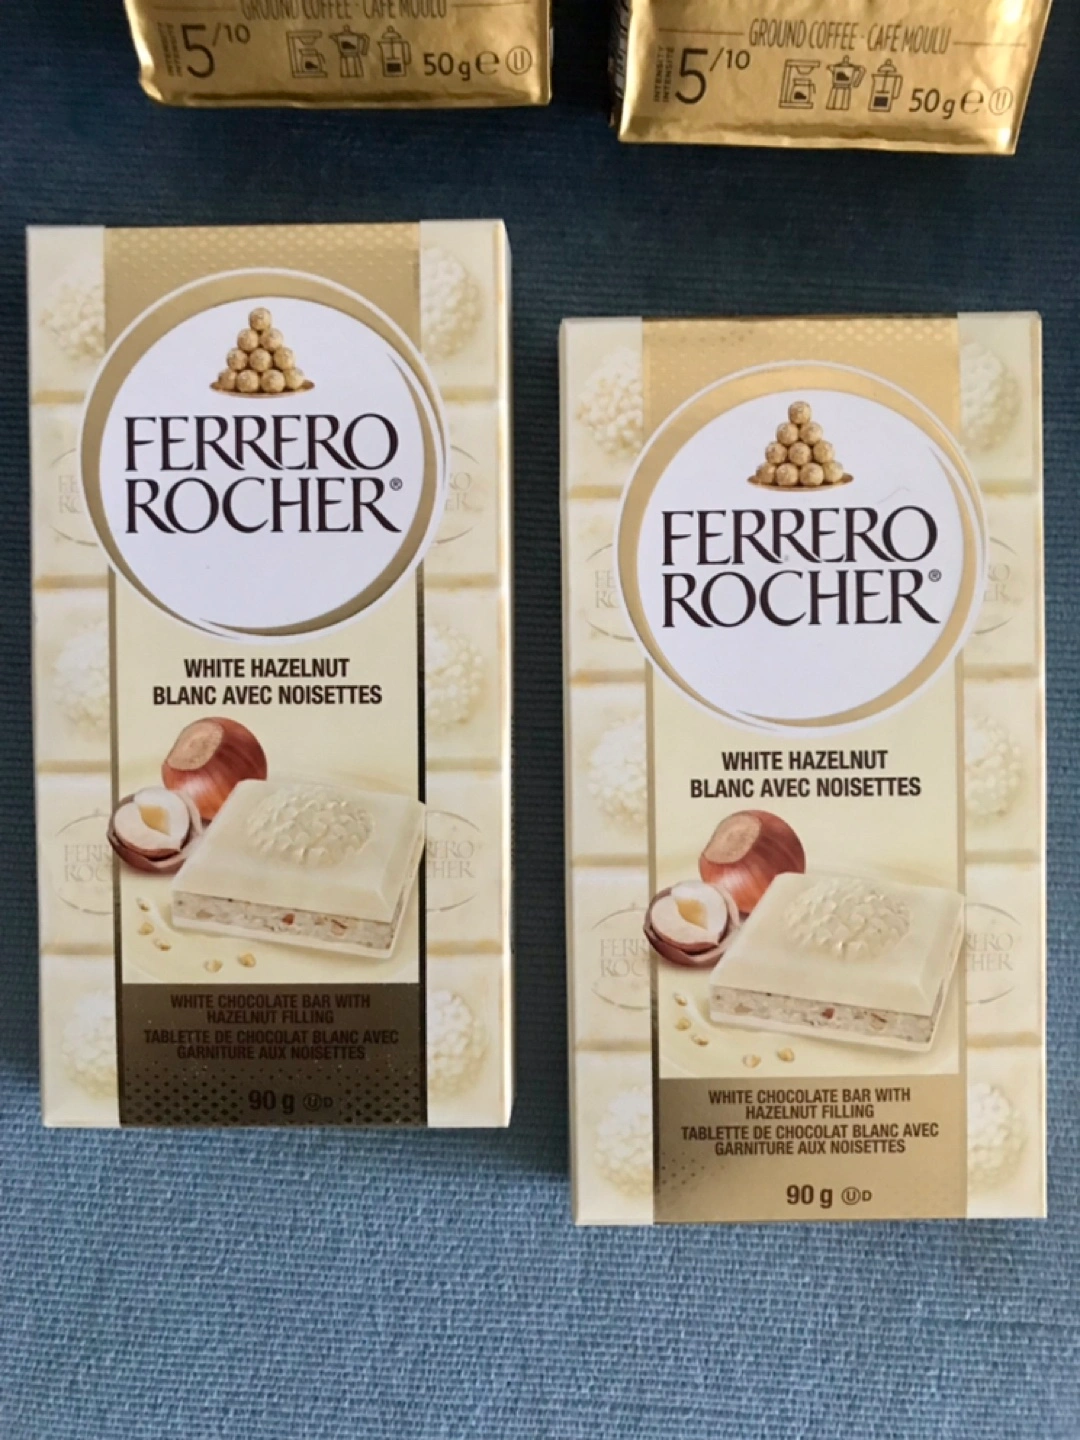 GROUND COFFEE · CAFÉ MOULU
5/10
50g e U
GROUND COFFEE · CAFÉ MOULU
INTENSITY
INTENSITÉ
5/10
50g e U
FERRERO
ROCHER®
WHITE HAZELNUT
BLANC AVEC NOISETTES
WHITE CHOCOLATE BAR WITH
HAZELNUT FILLING
TABLETTE DE CHOCOLAT BLANC AVEC
GARNITURE AUX NOISETTES
90 g U D
FERRERO
ROCHER®
WHITE HAZELNUT
BLANC AVEC NOISETTES
WHITE CHOCOLATE BAR WITH
HAZELNUT FILLING
TABLETTE DE CHOCOLAT BLANC AVEC
GARNITURE AUX NOISETTES
90 g U D